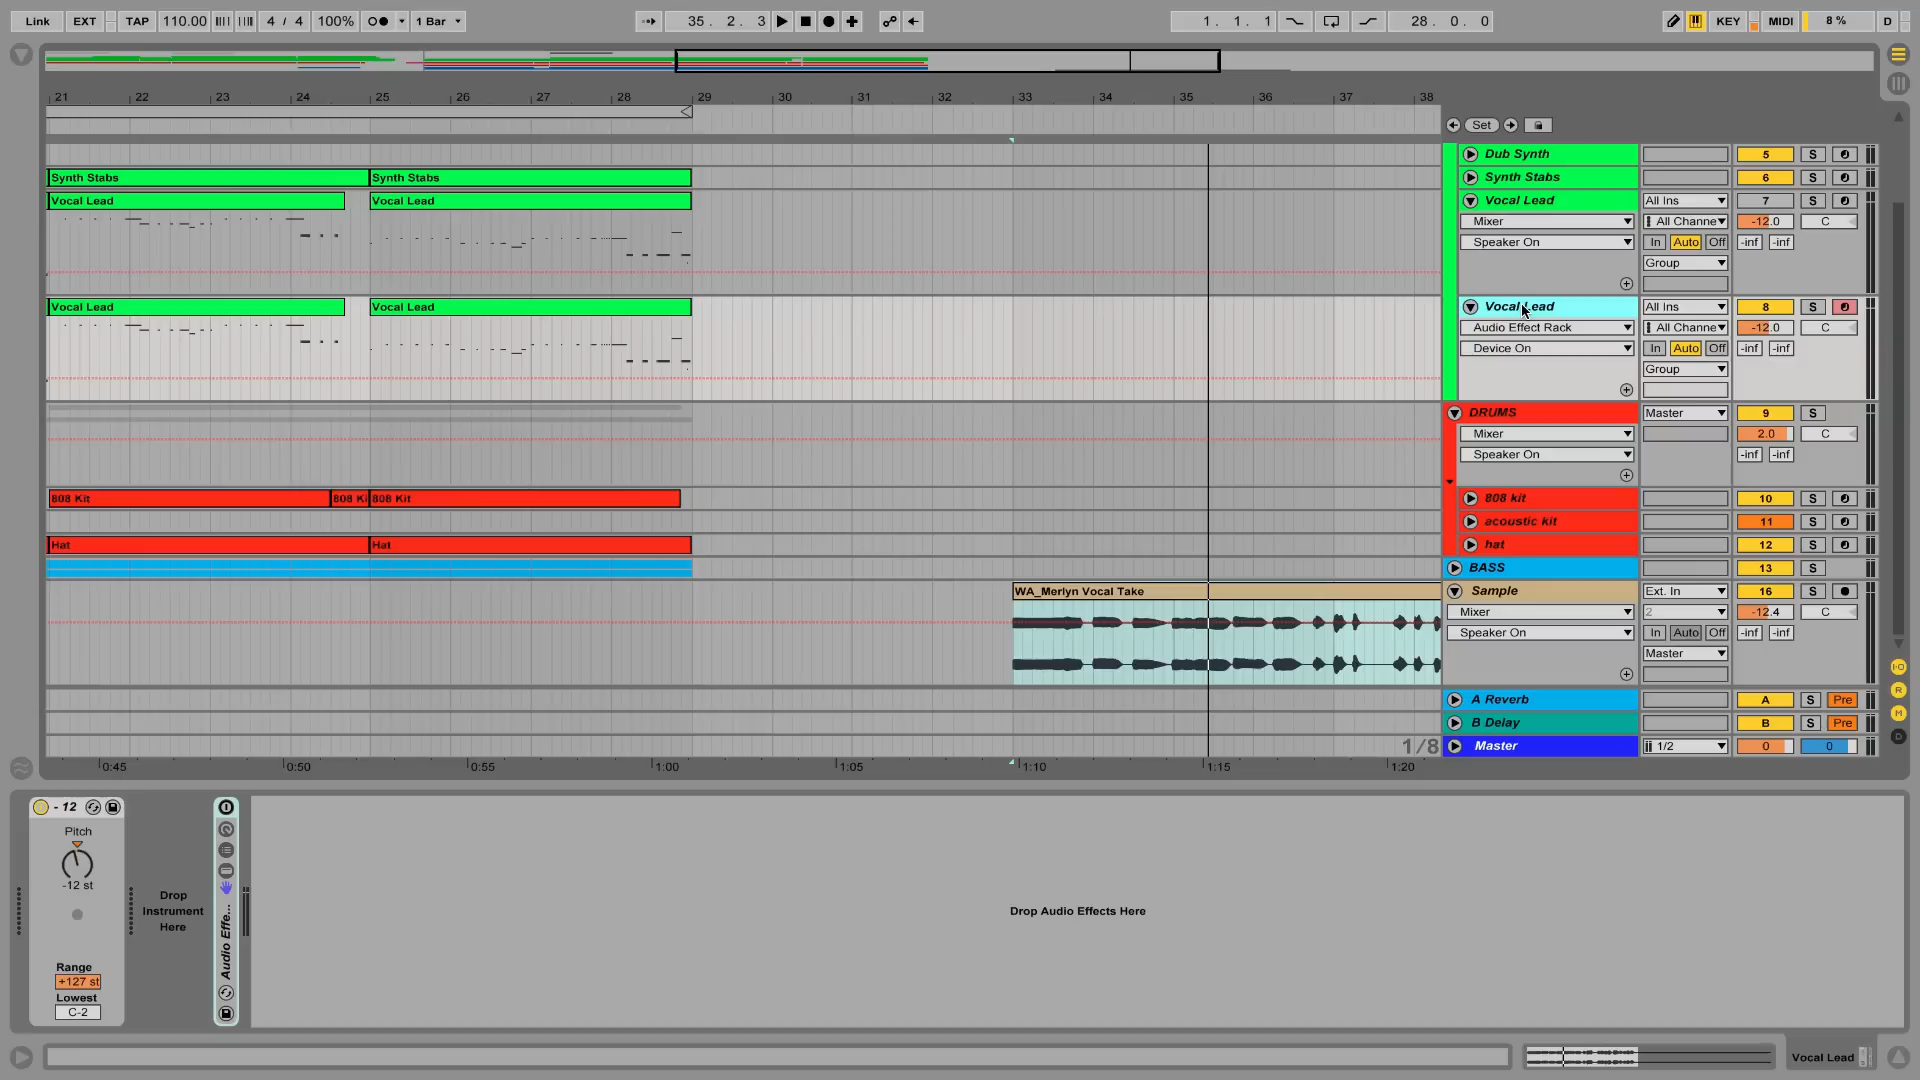 Link EXT TAP 110.00 4 / 4 100% 1 Bar 35. 2. 3 1. 1. 1 28. 0. 0 KEY MIDI 8 % D
21 22 23 24 25 26 27 28 29 30 31 32 33 34 35 36 37 38
Set
Dub Synth 5 S
Synth Stabs Synth Stabs Synth Stabs 6 S
Vocal Lead Vocal Lead Vocal Lead All Ins 7 S
Mixer All Channe -12.0 C
Speaker On In Auto Off -inf -inf
Group
Vocal Lead Vocal Lead Vocal Lead All Ins 8 S
Audio Effect Rack All Channe -12.0 C
Device On In Auto Off -inf -inf
Group
DRUMS Master 9 S
Mixer 2.0 C
Speaker On -inf -inf
808 Kit 808 Ki 808 Kit 808 kit 10 S
acoustic kit 11 S
Hat Hat hat 12 S
BASS 13 S
WA_Merlyn Vocal Take Sample Ext. In 16 S
Mixer 2 -12.4 C
Speaker On In Auto Off -inf -inf
Master
A Reverb A S Pre
B Delay B S Pre
1/8 Master 1/2 0 0
0:45 0:50 0:55 1:00 1:05 1:10 1:15 1:20
I·O
R
M
D
- 12
Pitch
-12 st
Range
+127 st
Lowest
C-2
Drop
Instrument
Here
Audio Effe...
Drop Audio Effects Here
Vocal Lead